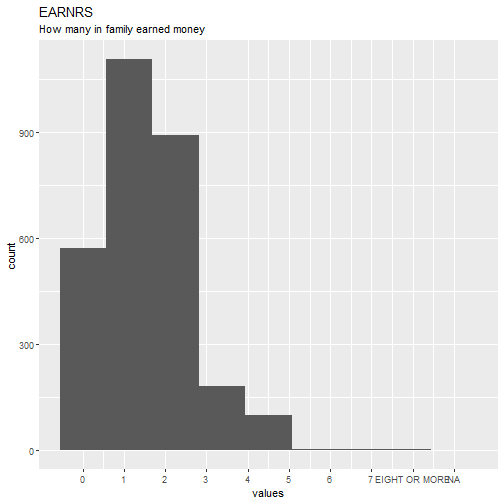 EARNRS
How many in family earned money
900
600
300
0
count
0 1 2 3 4 5 6 7 EIGHT OR MORE NA
values